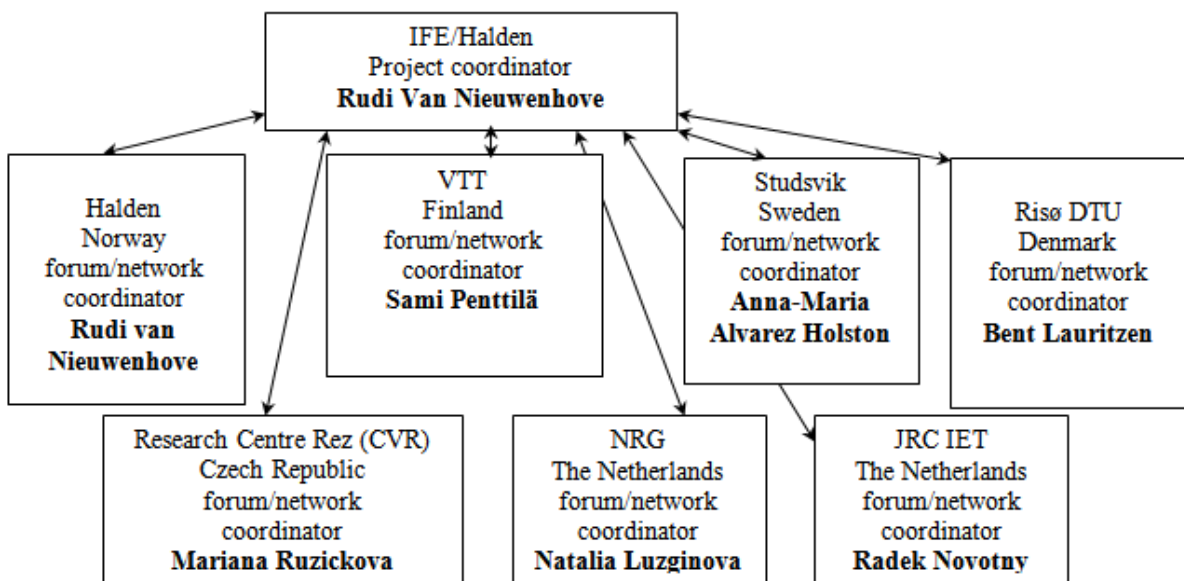 IFE/Halden
Project coordinator
Rudi Van Nieuwenhove
Halden
Norway
forum/network
coordinator
Rudi van
Nieuwenhove
VTT
Finland
forum/network
coordinator
Sami Penttilä
Studsvik
Sweden
forum/network
coordinator
Anna-Maria
Alvarez Holston
Risø DTU
Denmark
forum/network
coordinator
Bent Lauritzen
Research Centre Rez (CVR)
Czech Republic
forum/network
coordinator
Mariana Ruzickova
NRG
The Netherlands
forum/network
coordinator
Natalia Luzginova
JRC IET
The Netherlands
forum/network
coordinator
Radek Novotny